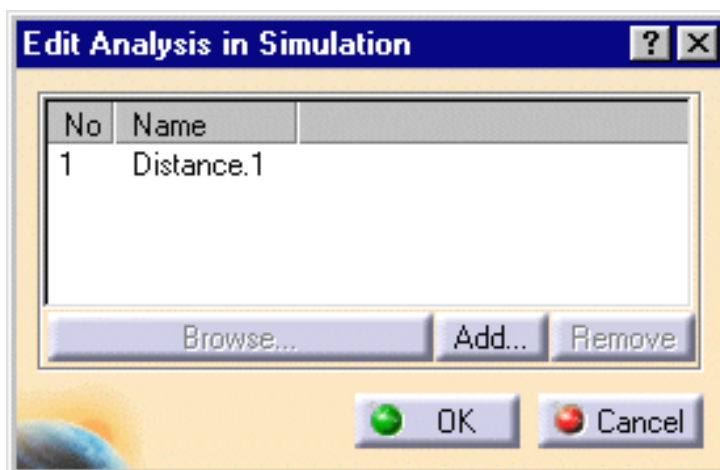 Edit Analysis in Simulation ?
No Name
1 Distance.1
Browse... Add... Remove
OK Cancel